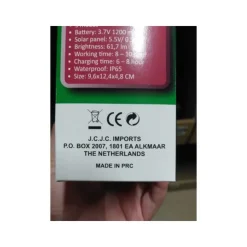 Battery: 3.7V 1200
Solar panel: 5.5V/
Brightness: 61,7 lm
Working time: 8 -
Charging time: 6 – 8
Waterproof: IP65
Size: 9,6x12,4x4,8 CM
CE
J.C.J.C. IMPORTS
P.O. BOX 2007, 1801 EA ALKMAAR
THE NETHERLANDS
MADE IN PRC